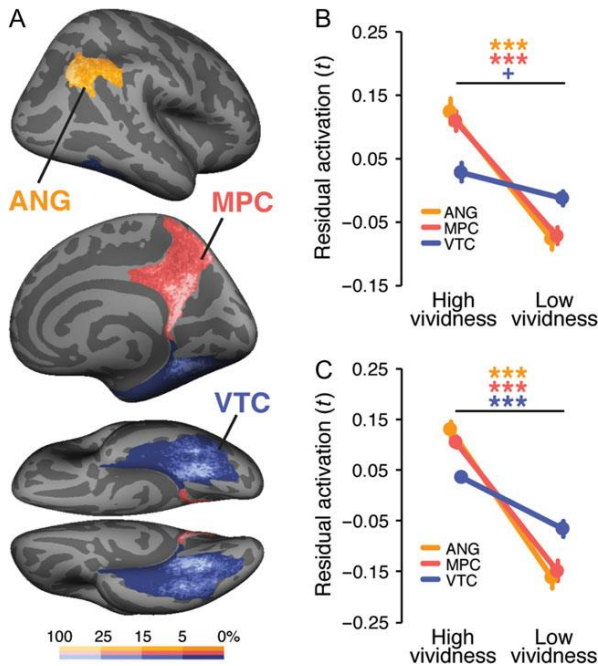 A
ANG
MPC
VTC
100 25 15 5 0%
B
Residual activation (t)
0.25
0.15
0.05
−0.05
−0.15
***
***
+
ANG
MPC
VTC
High vividness
Low vividness
C
Residual activation (t)
0.25
0.15
0.05
−0.05
−0.15
−0.25
***
***
***
ANG
MPC
VTC
High vividness
Low vividness